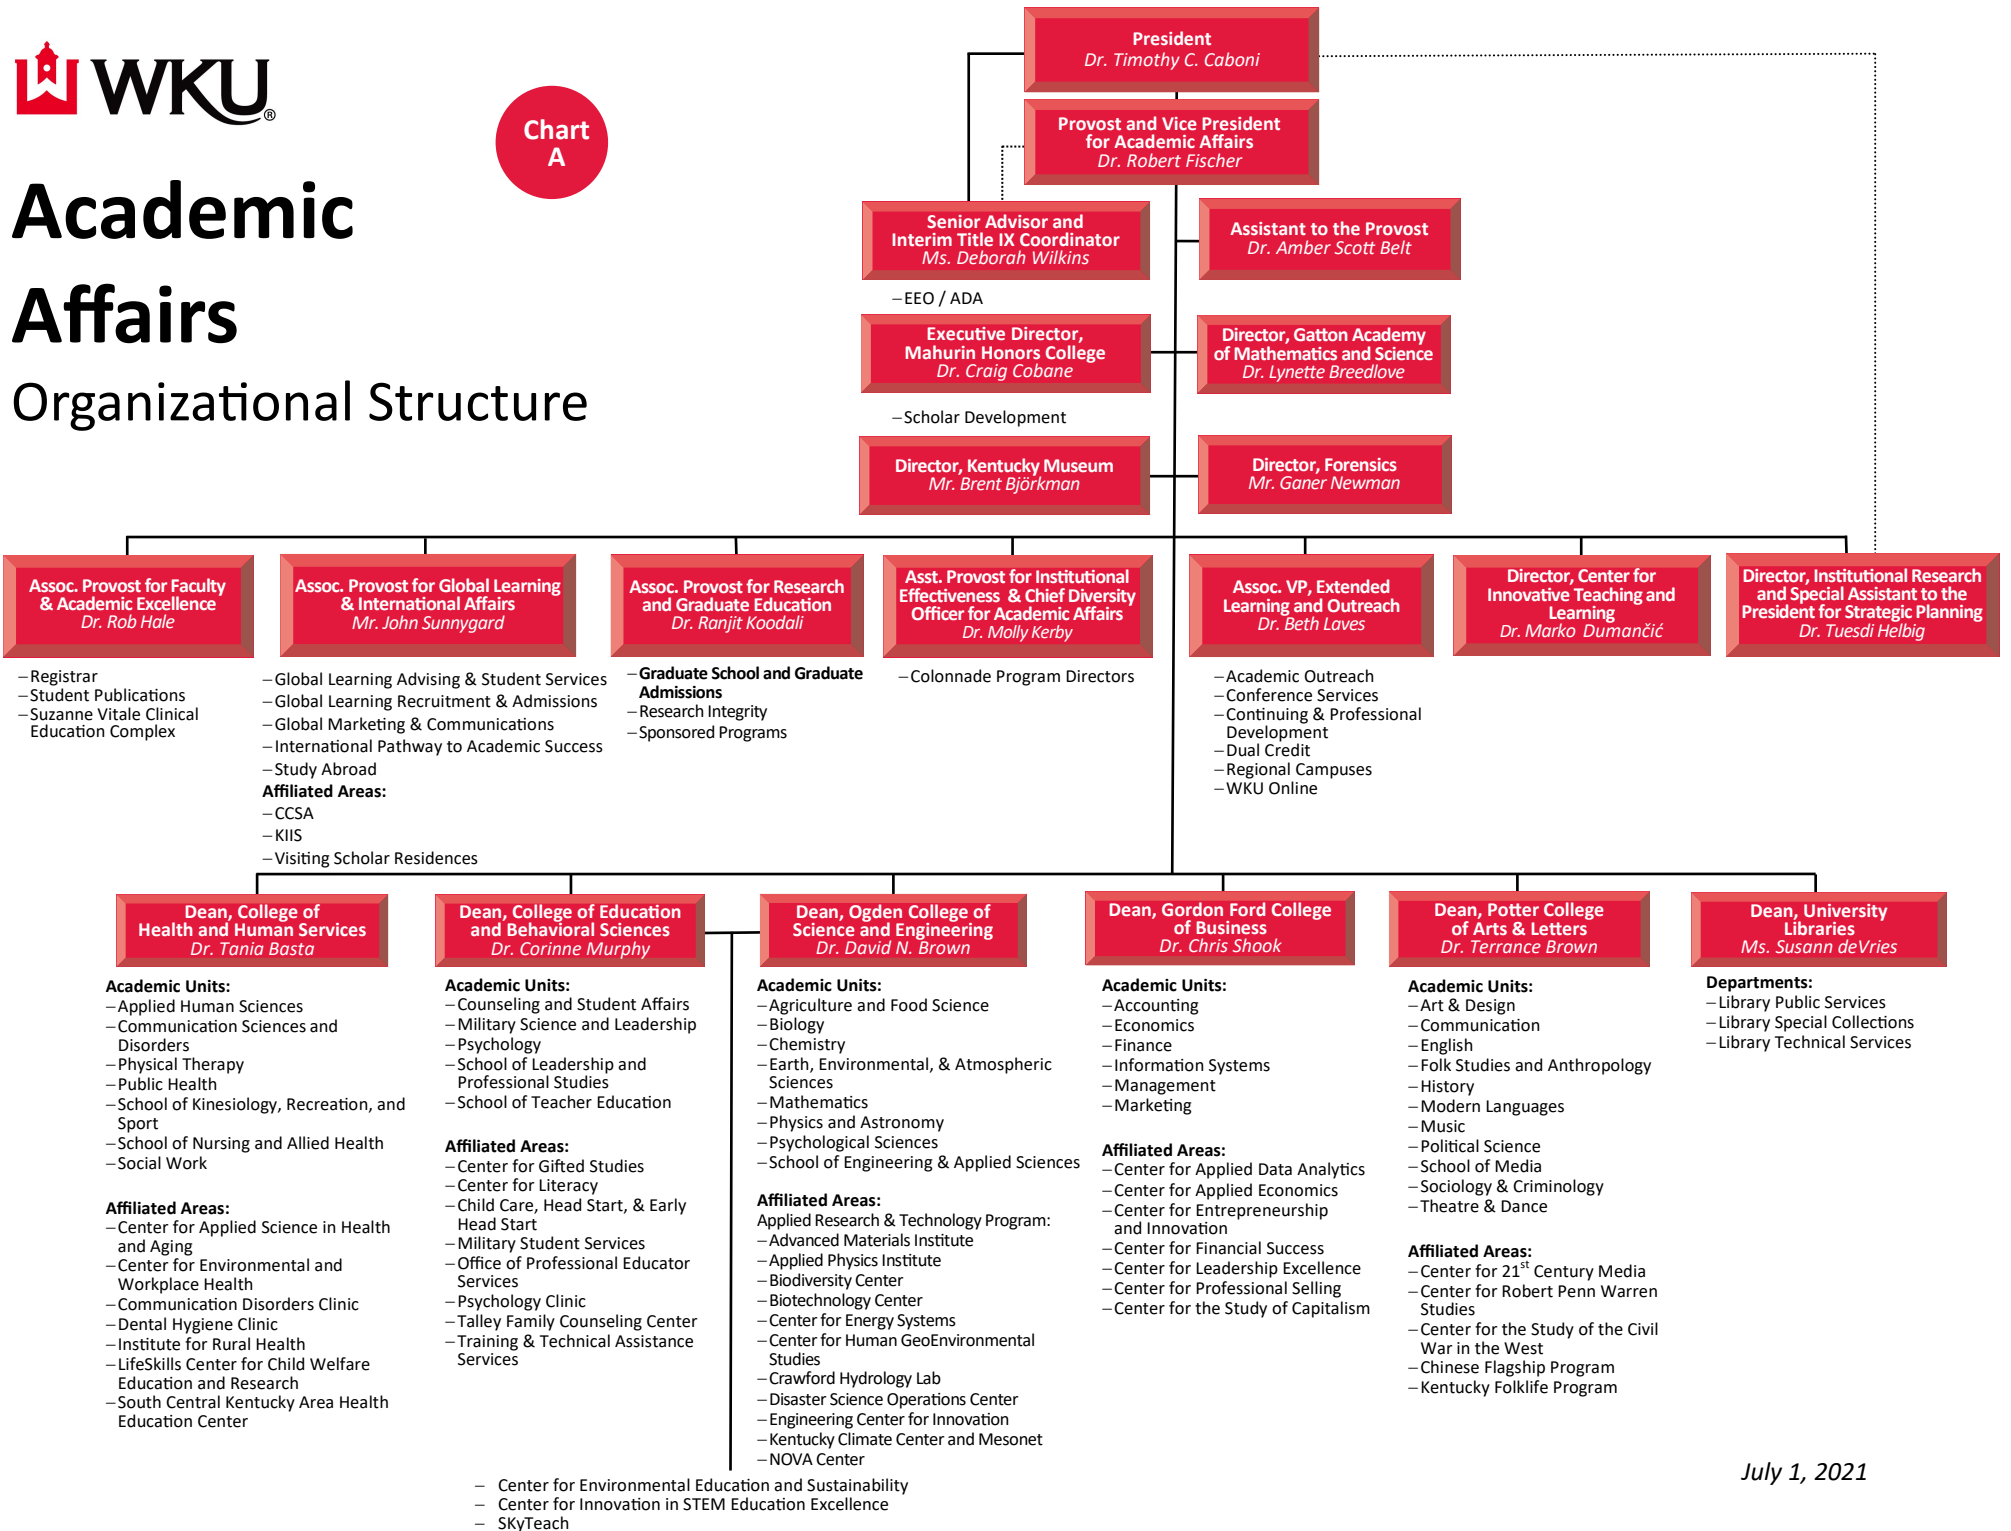 WKU®
Academic
Affairs
Organizational Structure
Chart
A
President
Dr. Timothy C. Caboni
Provost and Vice President
for Academic Affairs
Dr. Robert Fischer
Senior Advisor and
Interim Title IX Coordinator
Ms. Deborah Wilkins
–EEO / ADA
Assistant to the Provost
Dr. Amber Scott Belt
Executive Director,
Mahurin Honors College
Dr. Craig Cobane
–Scholar Development
Director, Gatton Academy
of Mathematics and Science
Dr. Lynette Breedlove
Director, Kentucky Museum
Mr. Brent Björkman
Director, Forensics
Mr. Ganer Newman
Assoc. Provost for Faculty
& Academic Excellence
Dr. Rob Hale
–Registrar
–Student Publications
–Suzanne Vitale Clinical
Education Complex
Assoc. Provost for Global Learning
& International Affairs
Mr. John Sunnygard
–Global Learning Advising & Student Services
–Global Learning Recruitment & Admissions
–Global Marketing & Communications
–International Pathway to Academic Success
–Study Abroad
Affiliated Areas:
–CCSA
–KIIS
–Visiting Scholar Residences
Assoc. Provost for Research
and Graduate Education
Dr. Ranjit Koodali
–Graduate School and Graduate
Admissions
–Research Integrity
–Sponsored Programs
Asst. Provost for Institutional
Effectiveness & Chief Diversity
Officer for Academic Affairs
Dr. Molly Kerby
–Colonnade Program Directors
Assoc. VP, Extended
Learning and Outreach
Dr. Beth Laves
–Academic Outreach
–Conference Services
–Continuing & Professional
Development
–Dual Credit
–Regional Campuses
–WKU Online
Director, Center for
Innovative Teaching and
Learning
Dr. Marko Dumančić
Director, Institutional Research
and Special Assistant to the
President for Strategic Planning
Dr. Tuesdi Helbig
Dean, College of
Health and Human Services
Dr. Tania Basta
Academic Units:
–Applied Human Sciences
–Communication Sciences and
Disorders
–Physical Therapy
–Public Health
–School of Kinesiology, Recreation, and
Sport
–School of Nursing and Allied Health
–Social Work
Affiliated Areas:
–Center for Applied Science in Health
and Aging
–Center for Environmental and
Workplace Health
–Communication Disorders Clinic
–Dental Hygiene Clinic
–Institute for Rural Health
–LifeSkills Center for Child Welfare
Education and Research
–South Central Kentucky Area Health
Education Center
Dean, College of Education
and Behavioral Sciences
Dr. Corinne Murphy
Academic Units:
–Counseling and Student Affairs
–Military Science and Leadership
–Psychology
–School of Leadership and
Professional Studies
–School of Teacher Education
Affiliated Areas:
–Center for Gifted Studies
–Center for Literacy
–Child Care, Head Start, & Early
Head Start
–Military Student Services
–Office of Professional Educator
Services
–Psychology Clinic
–Talley Family Counseling Center
–Training & Technical Assistance
Services
Dean, Ogden College of
Science and Engineering
Dr. David N. Brown
Academic Units:
–Agriculture and Food Science
–Biology
–Chemistry
–Earth, Environmental, & Atmospheric
Sciences
–Mathematics
–Physics and Astronomy
–Psychological Sciences
–School of Engineering & Applied Sciences
Affiliated Areas:
Applied Research & Technology Program:
–Advanced Materials Institute
–Applied Physics Institute
–Biodiversity Center
–Biotechnology Center
–Center for Energy Systems
–Center for Human GeoEnvironmental
Studies
–Crawford Hydrology Lab
–Disaster Science Operations Center
–Engineering Center for Innovation
–Kentucky Climate Center and Mesonet
–NOVA Center
– Center for Environmental Education and Sustainability
– Center for Innovation in STEM Education Excellence
– SKyTeach
Dean, Gordon Ford College
of Business
Dr. Chris Shook
Academic Units:
–Accounting
–Economics
–Finance
–Information Systems
–Management
–Marketing
Affiliated Areas:
–Center for Applied Data Analytics
–Center for Applied Economics
–Center for Entrepreneurship
and Innovation
–Center for Financial Success
–Center for Leadership Excellence
–Center for Professional Selling
–Center for the Study of Capitalism
Dean, Potter College
of Arts & Letters
Dr. Terrance Brown
Academic Units:
–Art & Design
–Communication
–English
–Folk Studies and Anthropology
–History
–Modern Languages
–Music
–Political Science
–School of Media
–Sociology & Criminology
–Theatre & Dance
Affiliated Areas:
–Center for 21st Century Media
–Center for Robert Penn Warren
Studies
–Center for the Study of the Civil
War in the West
–Chinese Flagship Program
–Kentucky Folklife Program
Dean, University
Libraries
Ms. Susann deVries
Departments:
–Library Public Services
–Library Special Collections
–Library Technical Services
July 1, 2021